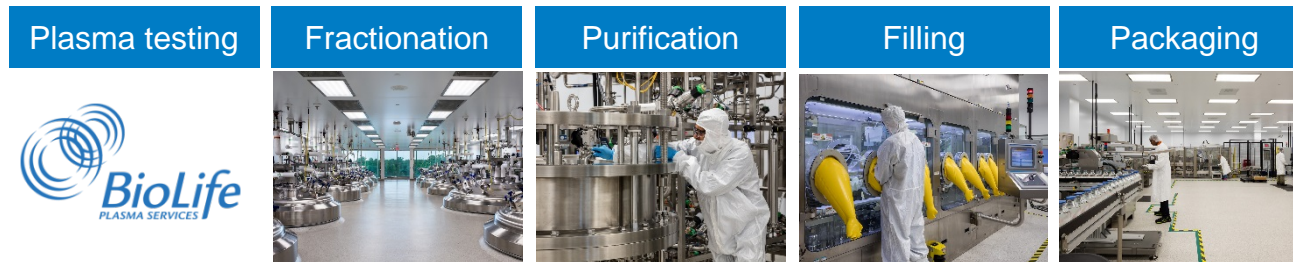 Plasma testing
Fractionation
Purification
Filling
Packaging
BioLife
PLASMA SERVICES